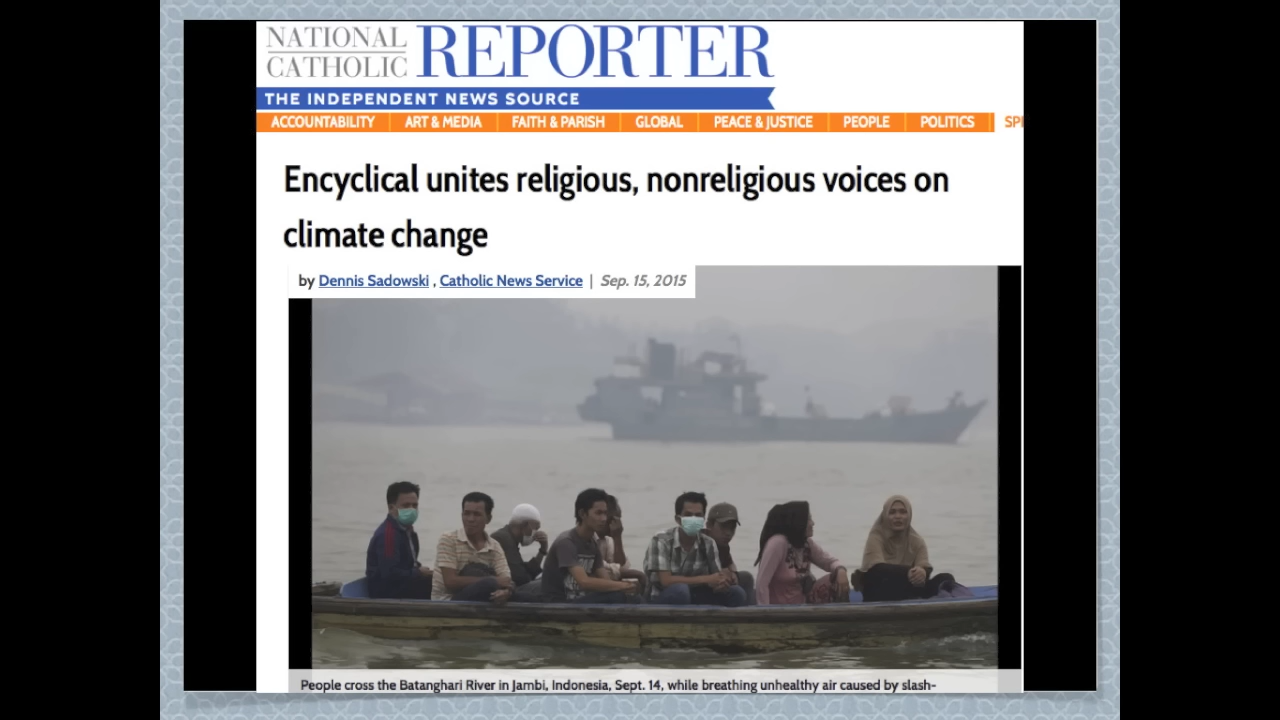 NATIONAL
CATHOLIC
REPORTER
THE INDEPENDENT NEWS SOURCE
ACCOUNTABILITY ART & MEDIA FAITH & PARISH GLOBAL PEACE & JUSTICE PEOPLE POLITICS SPI
Encyclical unites religious, nonreligious voices on
climate change
by Dennis Sadowski , Catholic News Service | Sep. 15, 2015
People cross the Batanghari River in Jambi, Indonesia, Sept. 14, while breathing unhealthy air caused by slash-